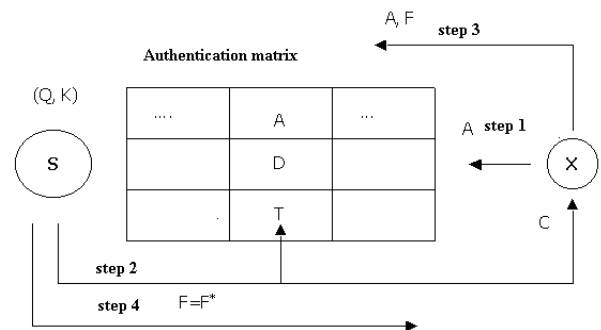 A, F
step 3
Authentication matrix
(Q, K)
.... A ...
A step 1
S D X
T
C
step 2
step 4 F=F*